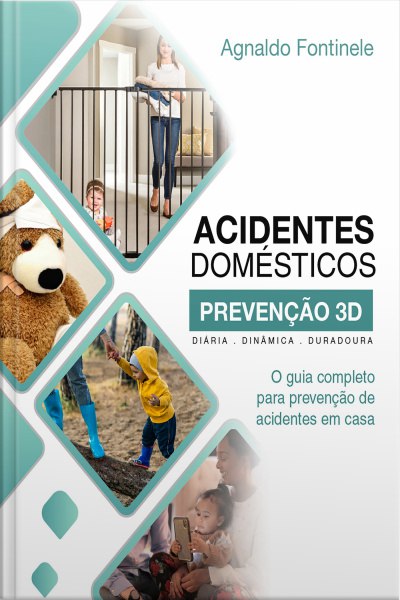 Agnaldo Fontinele
ACIDENTES
DOMÉSTICOS
PREVENÇÃO 3D
DIÁRIA . DINÂMICA . DURADOURA
O guia completo
para prevenção de
acidentes em casa